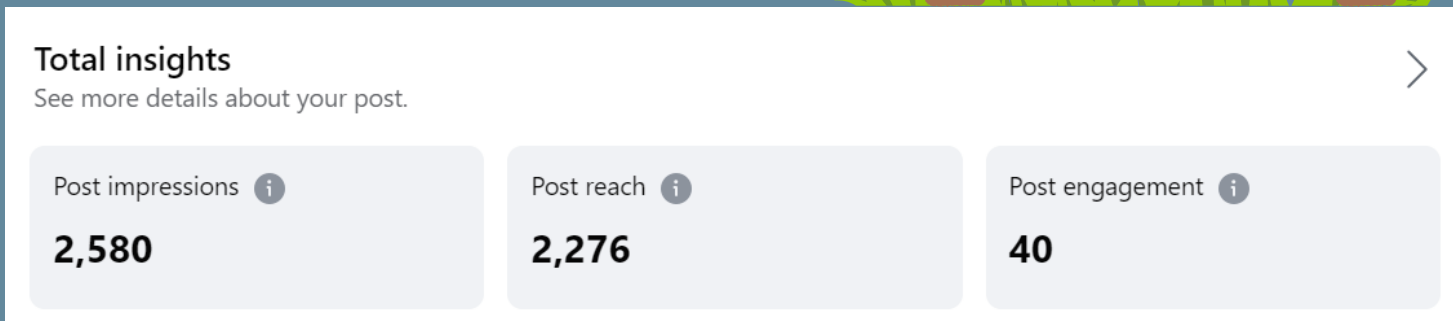 Total insights
See more details about your post.
Post impressions
2,580
Post reach
2,276
Post engagement
40